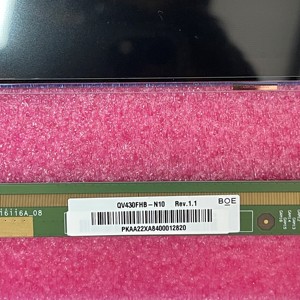 16116A_08
QV430FHB-N10 Rev.1.1
BOE
PKAA22XA8400012820